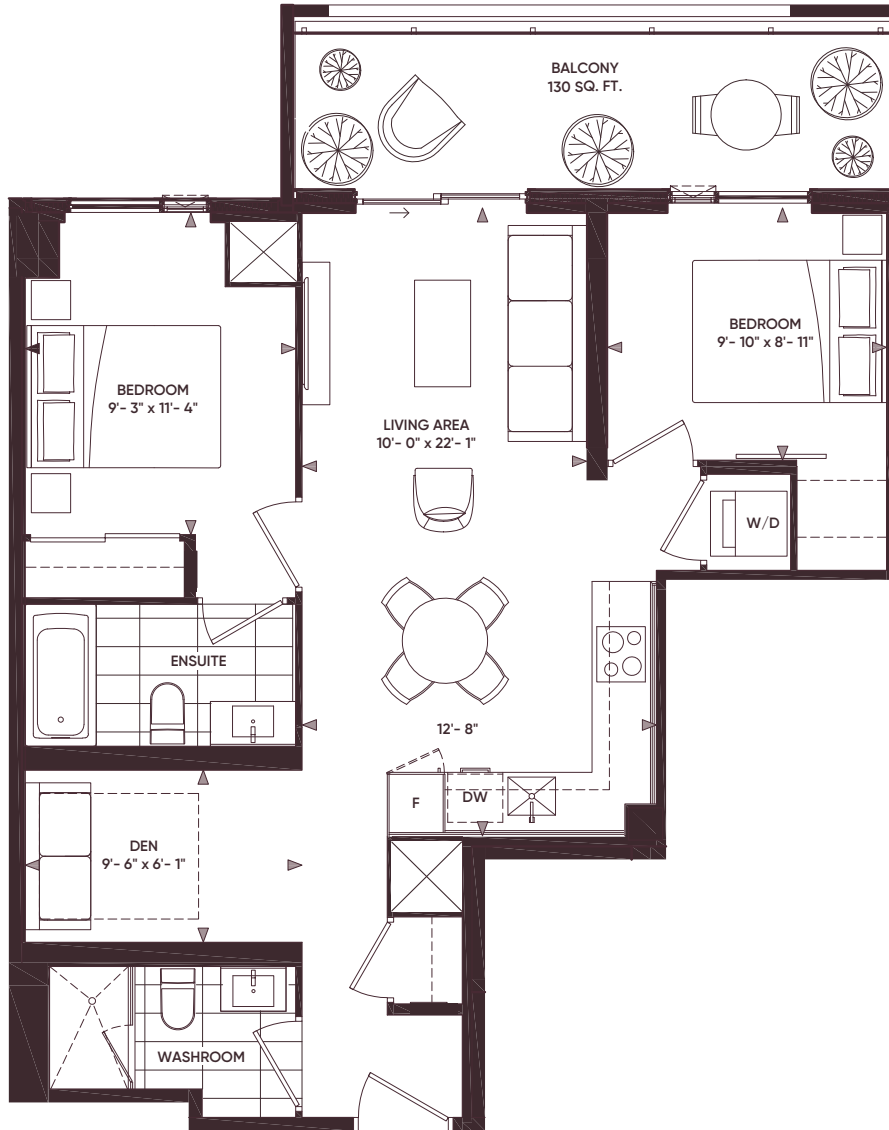 BALCONY
130 SQ. FT.
BEDROOM
9'- 10" x 8'- 11"
BEDROOM
9'- 3" x 11'- 4"
LIVING AREA
10'- 0" x 22'- 1"
W/D
ENSUITE
12'- 8"
F
DW
DEN
9'- 6" x 6'- 1"
WASHROOM